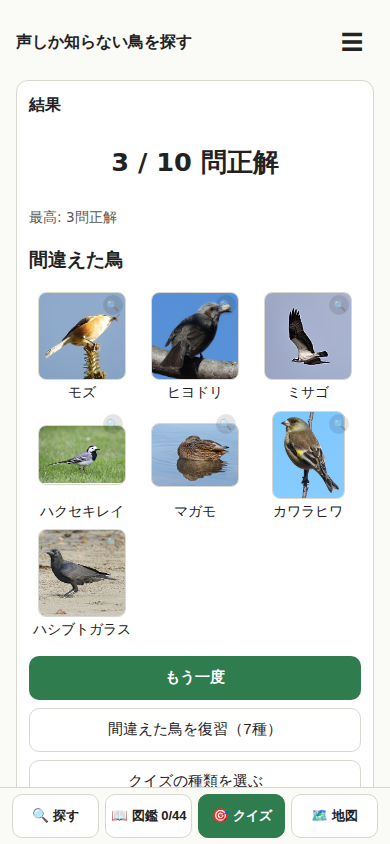 声しか知らない鳥を探す
☰
結果
3 / 10 問正解
最高: 3問正解
間違えた鳥
モズ ヒヨドリ ミサゴ
ハクセキレイ マガモ カワラヒワ
ハシブトガラス
もう一度
間違えた鳥を復習（7種）
クイズの種類を選ぶ
🔍 探す 📖 図鑑 0/44 🎯 クイズ 🗺️ 地図